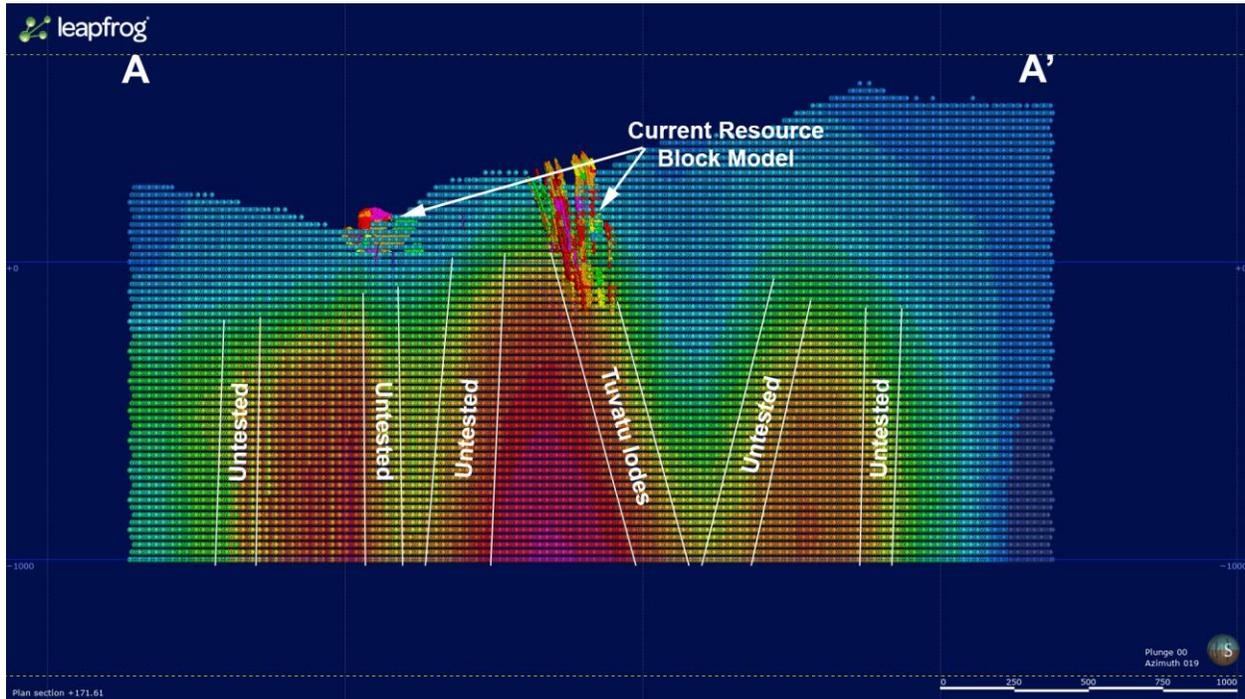 leapfrog
A A'
Current Resource
Block Model
+0 +0
Untested
Untested
Untested
Tuvatu lodes
Untested
Untested
-1000 -1000
Plunge 00
Azimuth 019
S
0 250 500 750 1000
Plan section +171.61